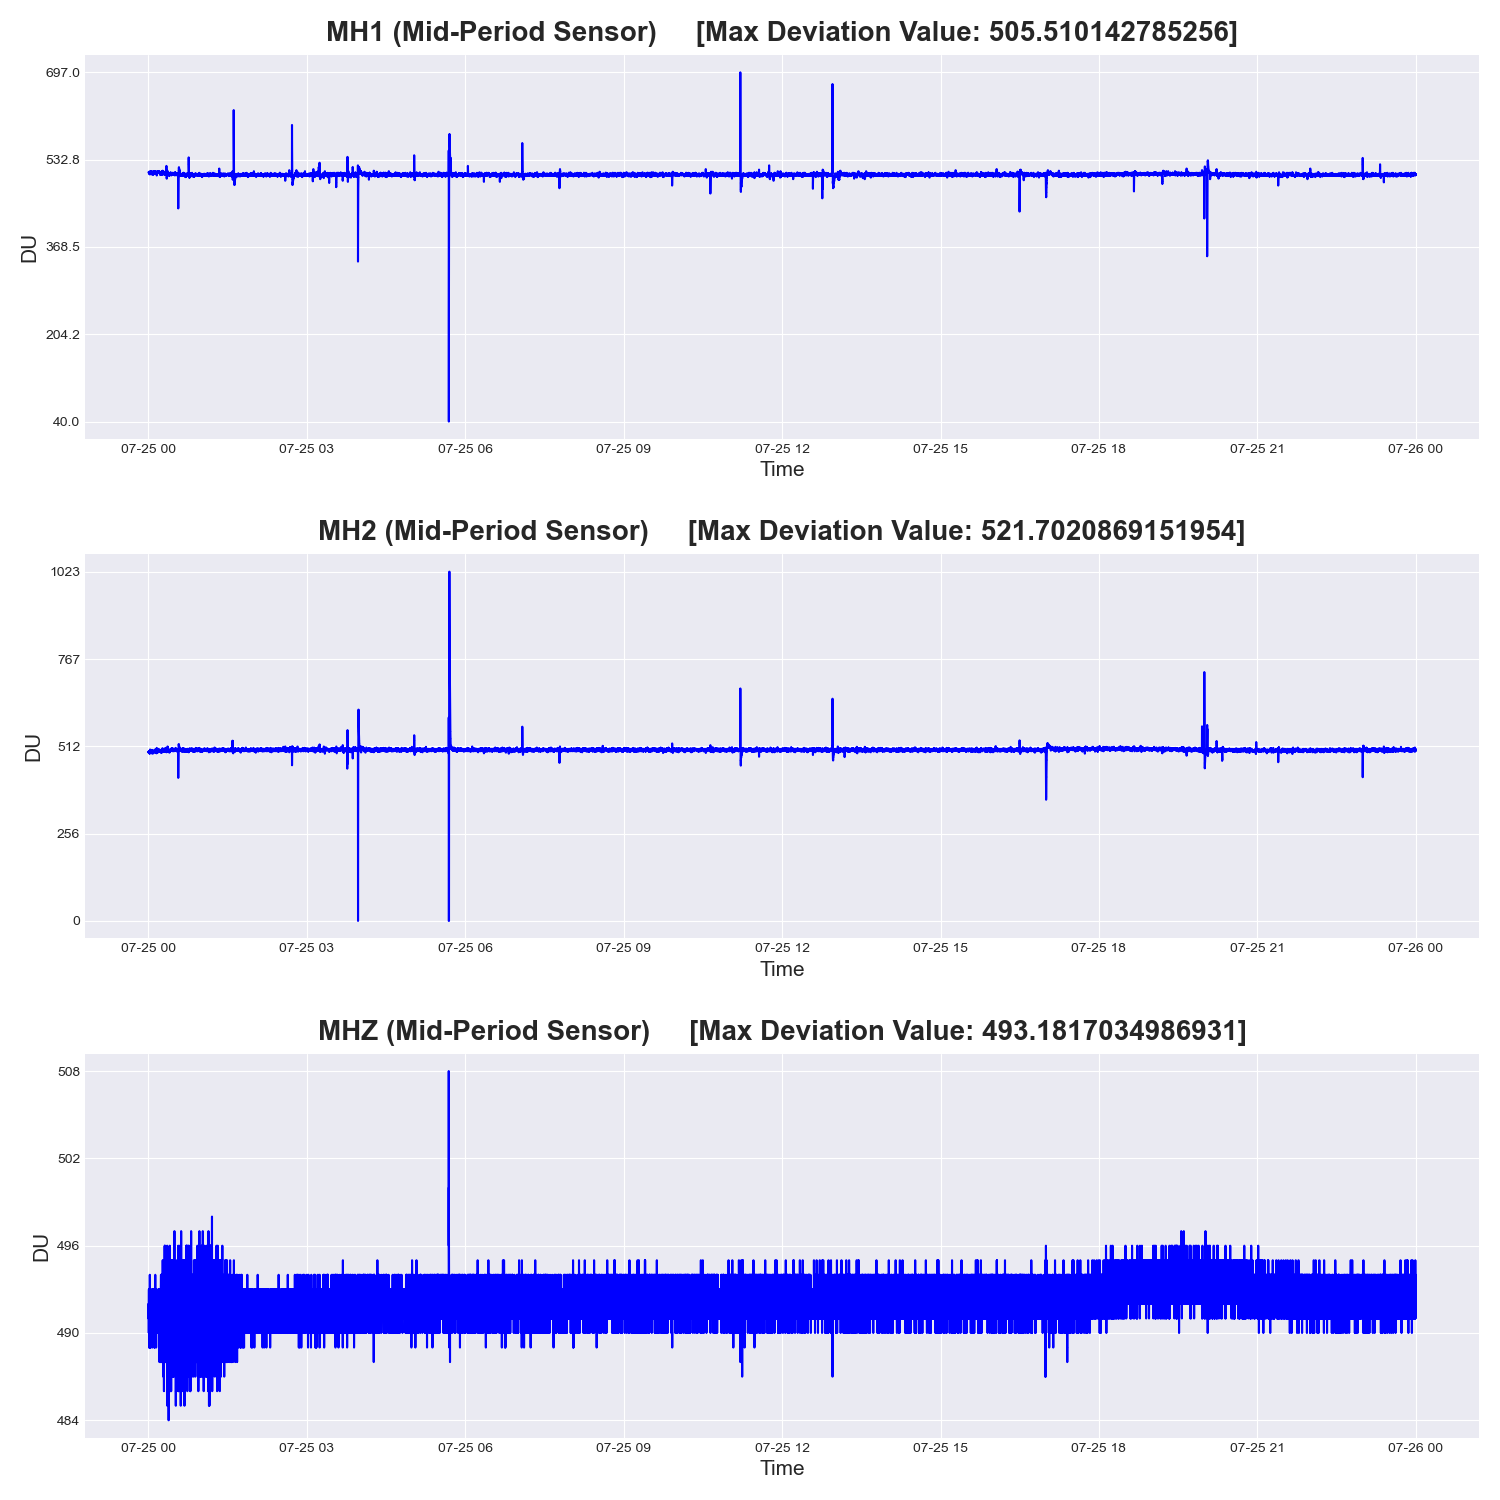 MH1 (Mid-Period Sensor) [Max Deviation Value: 505.510142785256]
697.0
532.8
368.5
204.2
40.0
DU
07-25 00 07-25 03 07-25 06 07-25 09 07-25 12 07-25 15 07-25 18 07-25 21 07-26 00
Time
MH2 (Mid-Period Sensor) [Max Deviation Value: 521.7020869151954]
1023
767
512
256
0
DU
07-25 00 07-25 03 07-25 06 07-25 09 07-25 12 07-25 15 07-25 18 07-25 21 07-26 00
Time
MHZ (Mid-Period Sensor) [Max Deviation Value: 493.1817034986931]
508
502
496
490
484
DU
07-25 00 07-25 03 07-25 06 07-25 09 07-25 12 07-25 15 07-25 18 07-25 21 07-26 00
Time